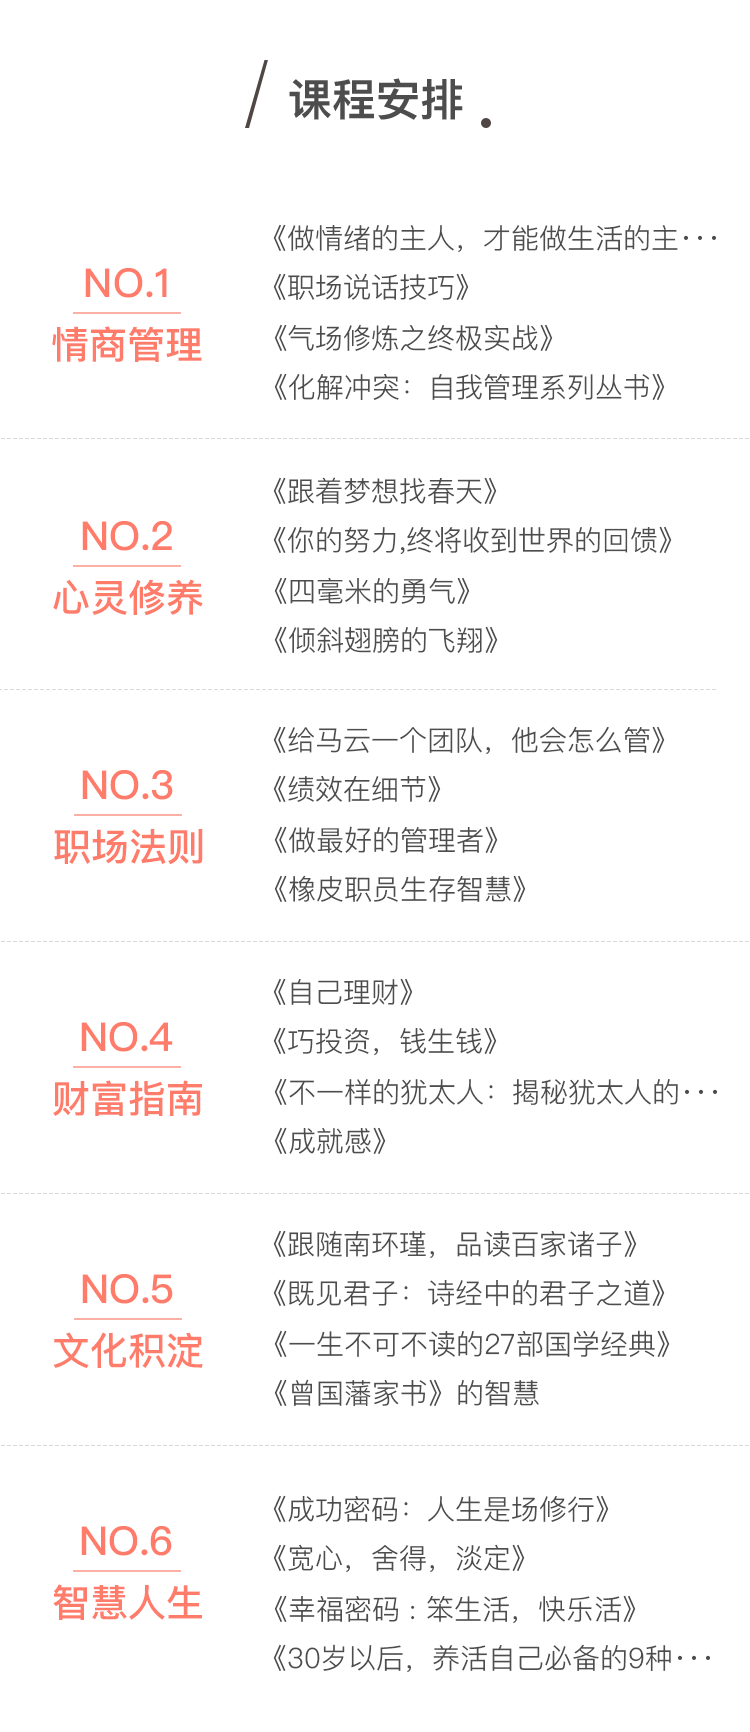 课程安排
NO.1
情商管理
《做情绪的主人，才能做生活的主···
《职场说话技巧》
《气场修炼之终极实战》
《化解冲突：自我管理系列丛书》
NO.2
心灵修养
《跟着梦想找春天》
《你的努力,终将收到世界的回馈》
《四毫米的勇气》
《倾斜翅膀的飞翔》
NO.3
职场法则
《给马云一个团队，他会怎么管》
《绩效在细节》
《做最好的管理者》
《橡皮职员生存智慧》
NO.4
财富指南
《自己理财》
《巧投资，钱生钱》
《不一样的犹太人：揭秘犹太人的···
《成就感》
NO.5
文化积淀
《跟随南环瑾，品读百家诸子》
《既见君子：诗经中的君子之道》
《一生不可不读的27部国学经典》
《曾国藩家书》的智慧
NO.6
智慧人生
《成功密码：人生是场修行》
《宽心，舍得，淡定》
《幸福密码：笨生活，快乐活》
《30岁以后，养活自己必备的9种···